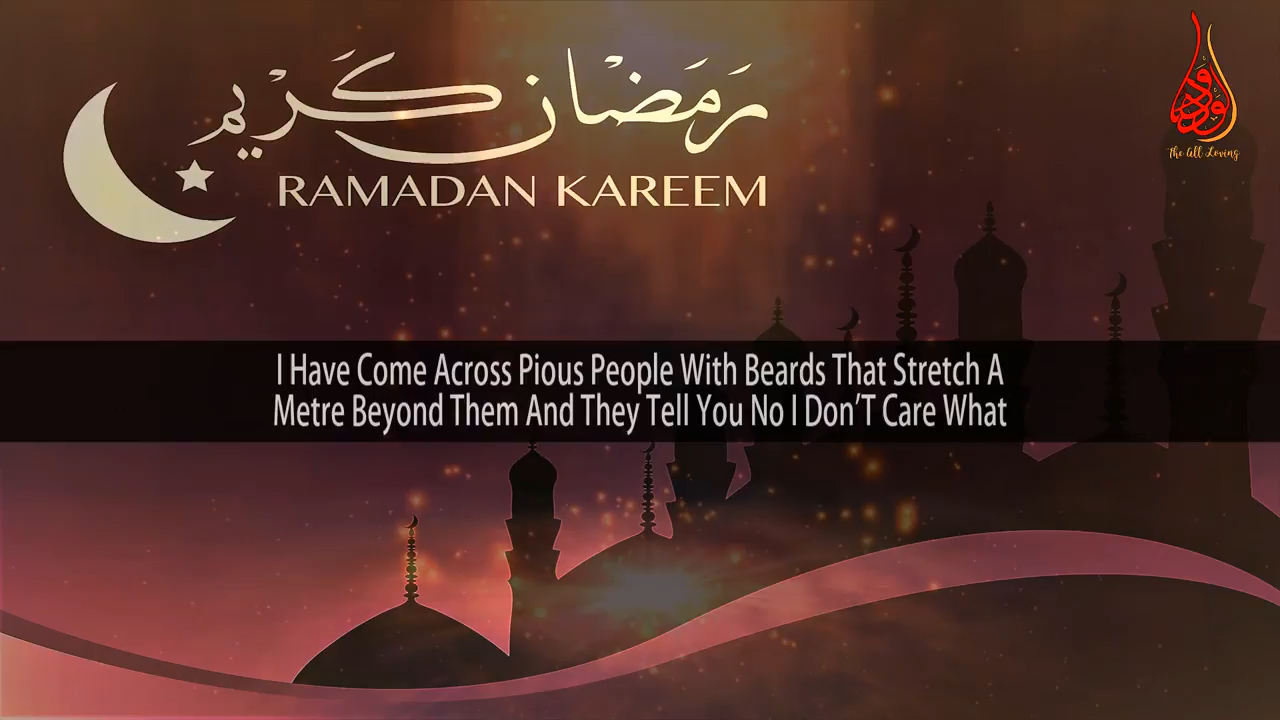 رَمَضَان كَرْيم
RAMADAN KAREEM
الودود
The All Loving
I Have Come Across Pious People With Beards That Stretch A
Metre Beyond Them And They Tell You No I Don’T Care What